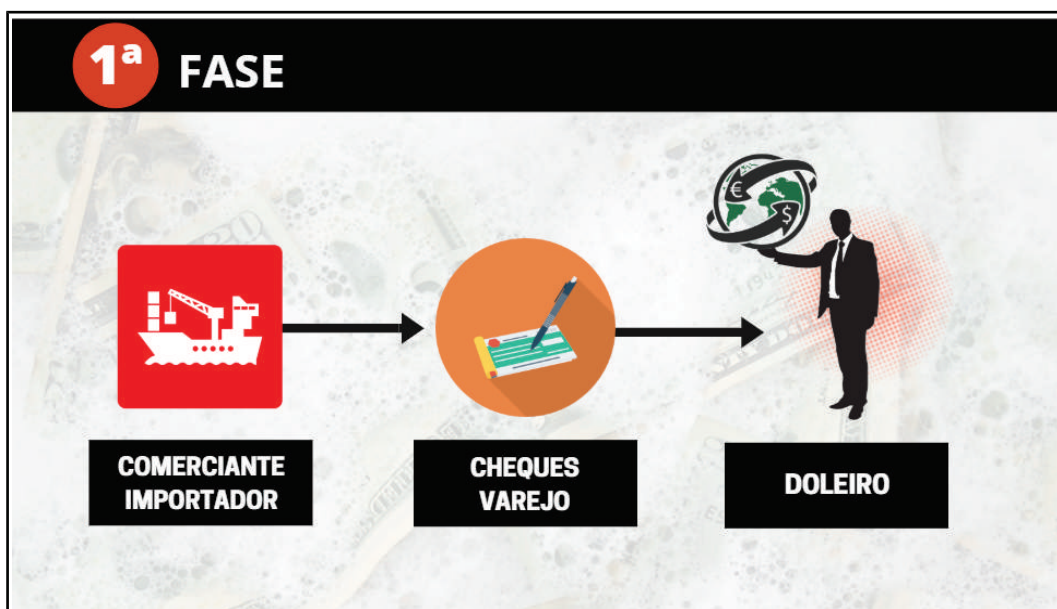 1ª FASE
COMERCIANTE
IMPORTADOR
CHEQUES
VAREJO
DOLEIRO
€
$